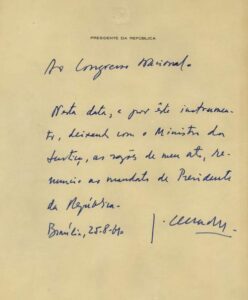 PRESIDENTE DA REPÚBLICA
Ao Congresso Nacional.
Nesta data, e por êste instrumen-
to, deixando com o Ministro da
Justiça, as razões de meu ato, re-
nuncio ao mandato de Presidente
da República.
Brasília, 25-8-61.
J. Quadros